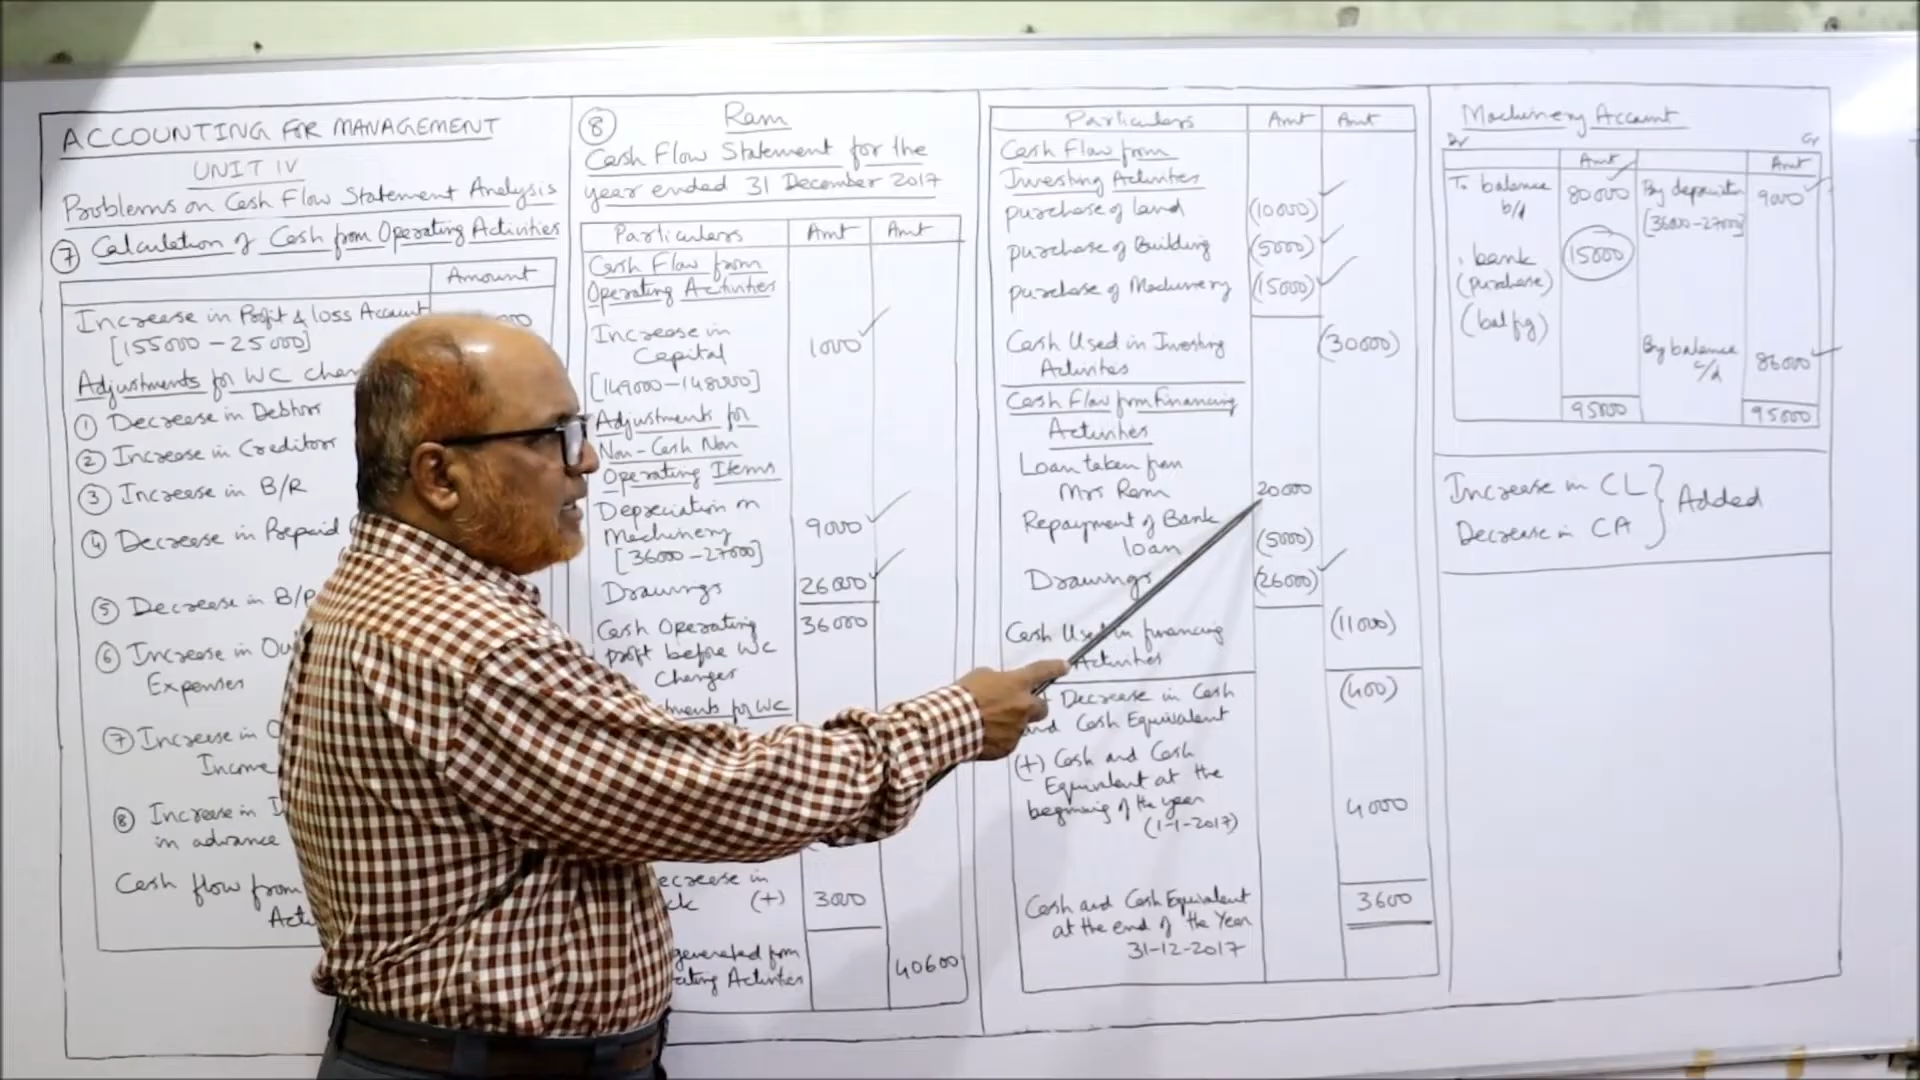 ACCOUNTING FOR MANAGEMENT
UNIT IV
Problems on Cash Flow Statement Analysis
⑦ Calculation of Cash from Operating Activities
Amount
Increase in Profit & loss Account
[155000-25000]
Adjustments for WC
① Decrease in Debtors
② Increase in Creditors
③ Increase in B/R
④ Decrease in Prepaid
⑤ Decrease in B/P
⑥ Increase in
Expenses
⑦ Increase in
Income
⑧ Increase in
in advance
Cash flow from
⑧ Ram
Cash Flow Statement for the
year ended 31 December 2017
Particulars Amt Amt
Cash Flow from
Operating Activities
Increase in
Capital 1000
[149000-148000]
Adjustments for
Non-Cash Non
Operating Items
Depreciation on
Machinery 9000
[36000-27000]
Drawings 26000
Cash Operating 36000
profit before WC
Changes
for WC
(+) 3000
generated from
Activities 40600
Particulars Amt Amt
Cash Flow from
Investing Activities
purchase of land (10000)
purchase of Building (5000)
purchase of Machinery (15000)
Cash Used in Investing (30000)
Activities
Cash Flow from Financing
Activities
Loan taken from
Mrs Ram 20000
Repayment of Bank
loan (5000)
Drawings (26000)
Cash Used in financing (11000)
Activities
Decrease in Cash (400)
and Cash Equivalent
(+) Cash and Cash
Equivalent at the
beginning of the year 4000
(1-1-2017)
Cash and Cash Equivalent 3600
at the end of the Year
31-12-2017
Machinery Account
Dr Cr
Amt Amt
To balance 80000 By depreciation 9000
b/d [36000-27000]
bank 15000
(purchase)
(bal fig)
By balance 86000
c/d
95000 95000
Increase in CL
Decrease in CA } Added